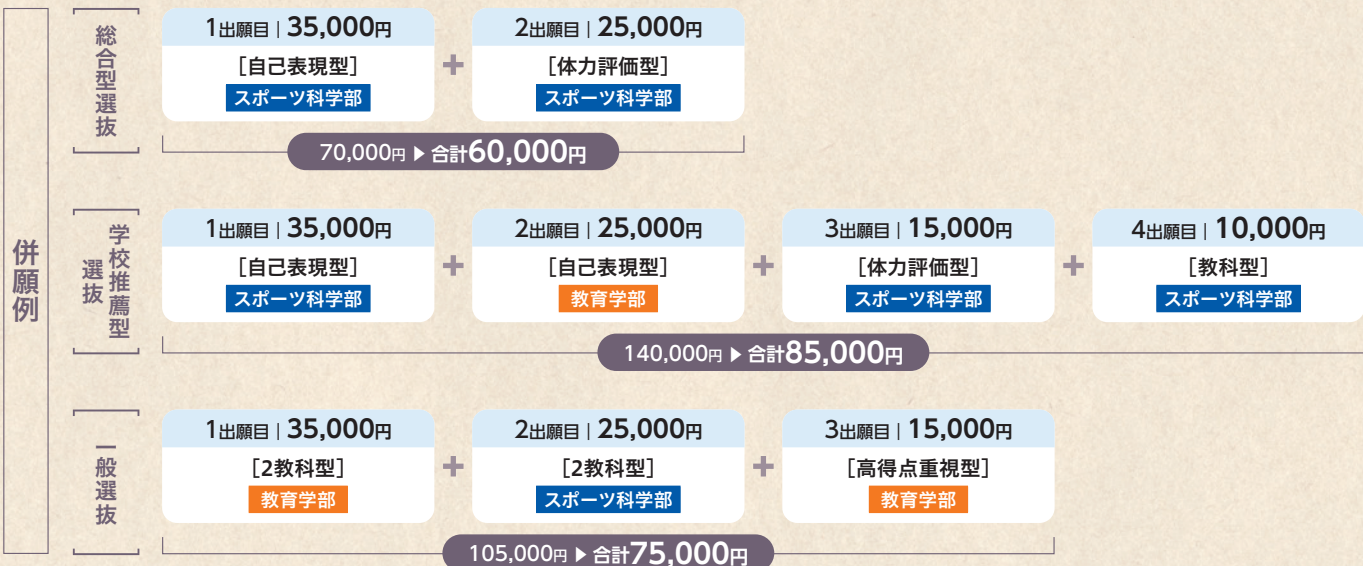 併願例
総合型選抜
1出願目 | 35,000円
[自己表現型]
スポーツ科学部
+
2出願目 | 25,000円
[体力評価型]
スポーツ科学部
70,000円 ▶ 合計60,000円
学校推薦型
選抜
1出願目 | 35,000円
[自己表現型]
スポーツ科学部
+
2出願目 | 25,000円
[自己表現型]
教育学部
+
3出願目 | 15,000円
[体力評価型]
スポーツ科学部
+
4出願目 | 10,000円
[教科型]
スポーツ科学部
140,000円 ▶ 合計85,000円
一般選抜
1出願目 | 35,000円
[2教科型]
教育学部
+
2出願目 | 25,000円
[2教科型]
スポーツ科学部
+
3出願目 | 15,000円
[高得点重視型]
教育学部
105,000円 ▶ 合計75,000円